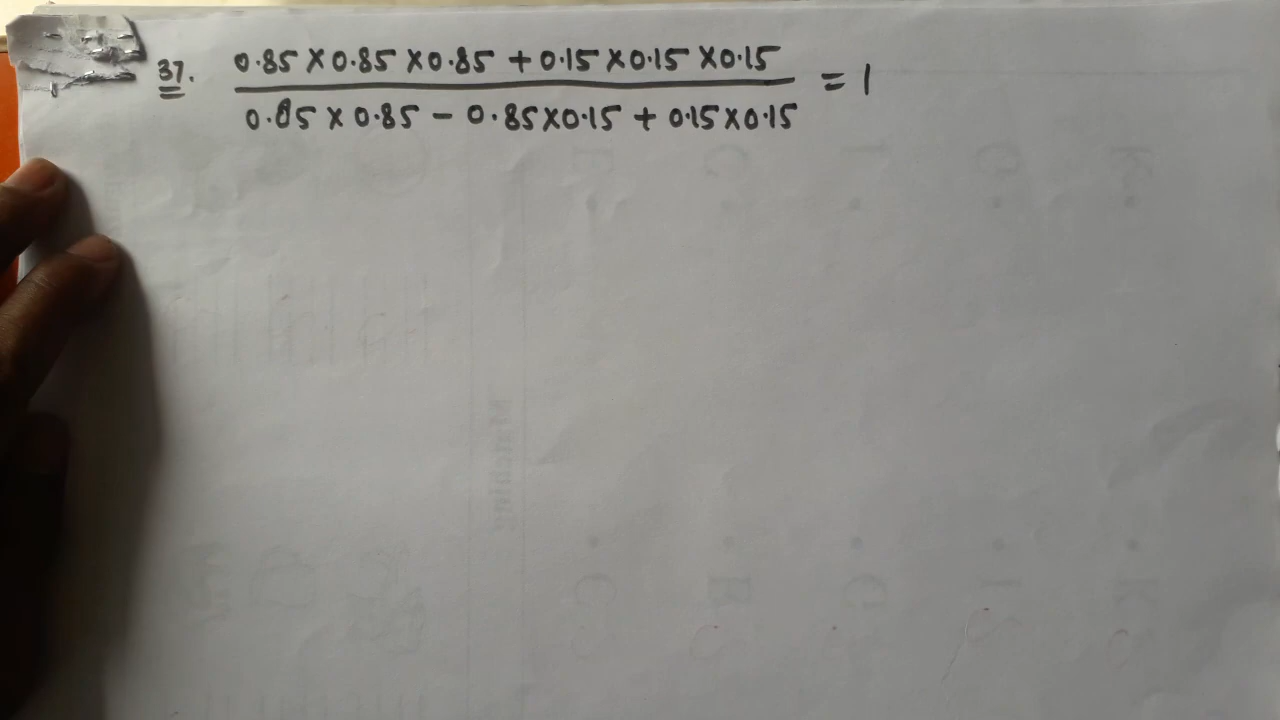 37. 0.85 × 0.85 × 0.85 + 0.15 × 0.15 × 0.15
0.85 × 0.85 − 0.85 × 0.15 + 0.15 × 0.15
= 1
Matching